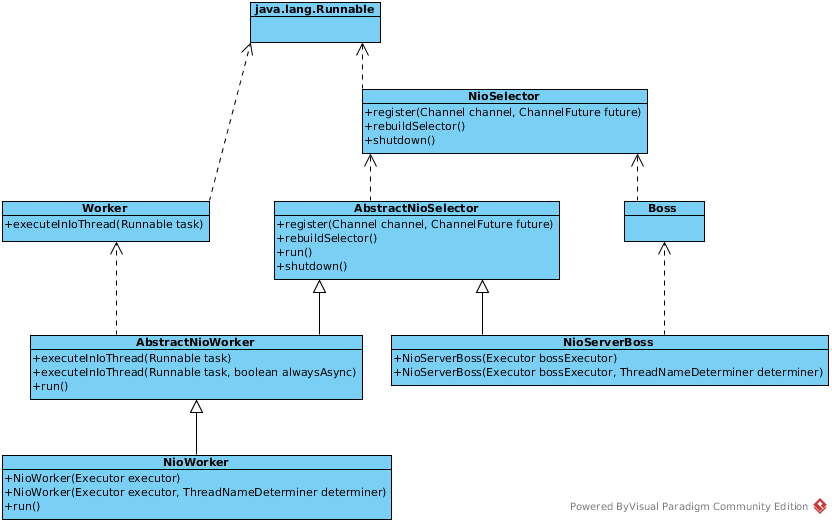 java.lang.Runnable
NioSelector
+register(Channel channel, ChannelFuture future)
+rebuildSelector()
+shutdown()
Worker
+executeInIoThread(Runnable task)
AbstractNioSelector
+register(Channel channel, ChannelFuture future)
+rebuildSelector()
+run()
+shutdown()
Boss
AbstractNioWorker
+executeInIoThread(Runnable task)
+executeInIoThread(Runnable task, boolean alwaysAsync)
+run()
NioServerBoss
+NioServerBoss(Executor bossExecutor)
+NioServerBoss(Executor bossExecutor, ThreadNameDeterminer determiner)
NioWorker
+NioWorker(Executor executor)
+NioWorker(Executor executor, ThreadNameDeterminer determiner)
+run()
Powered ByVisual Paradigm Community Edition